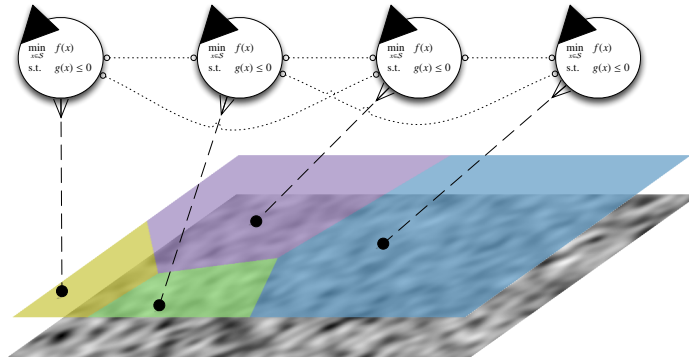 min f(x)
x∈S
s.t. g(x) ≤ 0
min f(x)
x∈S
s.t. g(x) ≤ 0
min f(x)
x∈S
s.t. g(x) ≤ 0
min f(x)
x∈S
s.t. g(x) ≤ 0